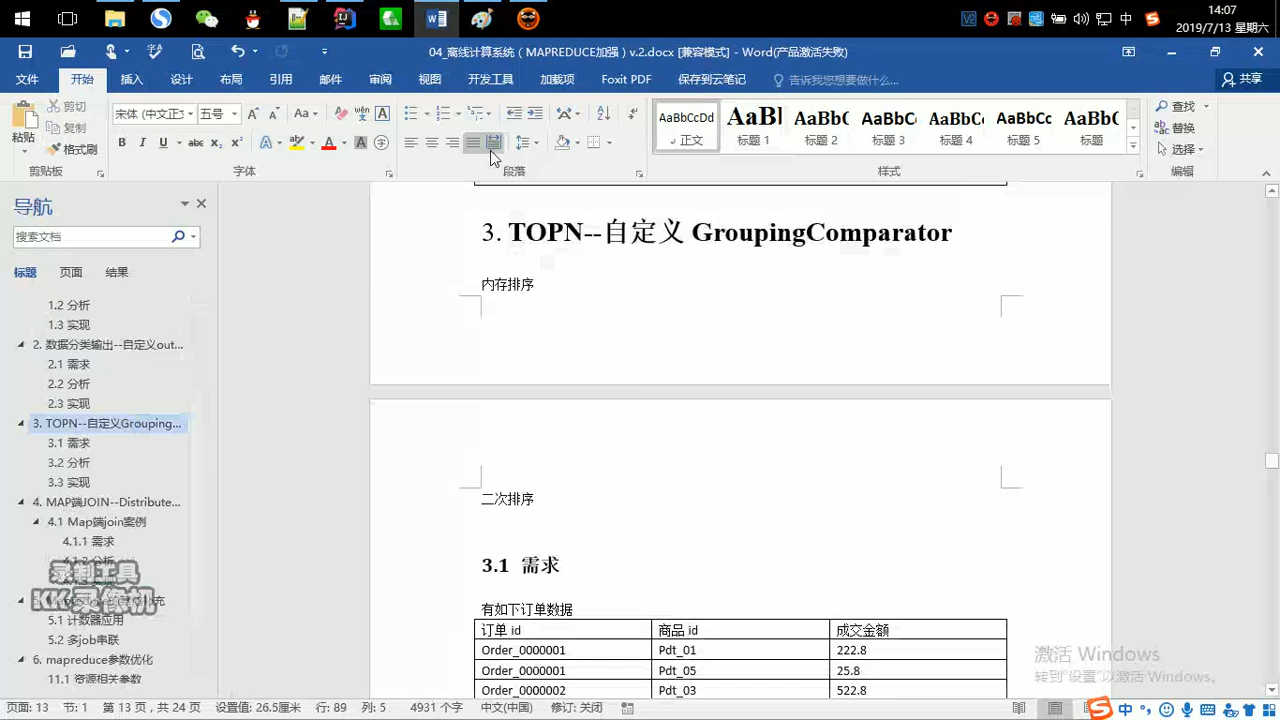 14:07
中
2019/7/13 星期六
04_离线计算系统（MAPREDUCE加强）v.2.docx [兼容模式] - Word(产品激活失败)
文件 开始 插入 设计 布局 引用 邮件 审阅 视图 开发工具 加载项 Foxit PDF 保存到云笔记 告诉我您想要做什么... 共享
粘贴 剪切 复制 格式刷
宋体 (中文正 五号
剪贴板 字体 段落 样式 编辑
AaBbCcDd AaBl AaBbC AaBbC AaBbCc AaBbCc AaBbC
正文 标题 1 标题 2 标题 3 标题 4 标题 5 标题
查找
替换
选择
导航
搜索文档
标题 页面 结果
1.2 分析
1.3 实现
2. 数据分类输出--自定义out...
2.1 需求
2.2 分析
2.3 实现
3. TOPN--自定义Grouping...
3.1 需求
3.2 分析
3.3 实现
4. MAP端JOIN--Distribute...
4.1 Map端join案例
4.1.1 需求
4.1.2 分析
录制工具
KK录像机
5.1 计数器应用
5.2 多job串联
6. mapreduce参数优化
11.1 资源相关参数
3. TOPN--自定义 GroupingComparator
内存排序
二次排序
3.1 需求
有如下订单数据
订单 id 商品 id 成交金额
Order_0000001 Pdt_01 222.8
Order_0000001 Pdt_05 25.8
Order_0000002 Pdt_03 522.8
激活 Windows
转到"设置"以激活 Windows。
页面: 13 节: 1 第 13 页，共 24 页 设置值: 26.5厘米 行: 89 列: 5 4931 个字 中文(中国) 修订: 关闭
中